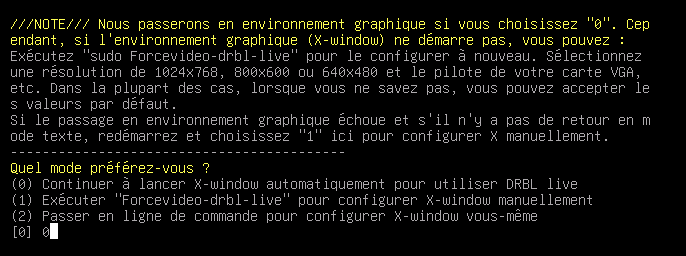 ///NOTE/// Nous passerons en environnement graphique si vous choisissez "0". Cep
endant, si l'environnement graphique (X-window) ne démarre pas, vous pouvez :
Exécutez "sudo Forcevideo-drbl-live" pour le configurer à nouveau. Sélectionnez
une résolution de 1024x768, 800x600 ou 640x480 et le pilote de votre carte VGA,
etc. Dans la plupart des cas, lorsque vous ne savez pas, vous pouvez accepter le
s valeurs par défaut.
Si le passage en environnement graphique échoue et s'il n'y a pas de retour en m
ode texte, redémarrez et choisissez "1" ici pour configurer X manuellement.
-----------------------------------------
Quel mode préférez-vous ?
(0) Continuer à lancer X-window automatiquement pour utiliser DRBL live
(1) Exécuter "Forcevideo-drbl-live" pour configurer X-window manuellement
(2) Passer en ligne de commande pour configurer X-window vous-même
[0] 0